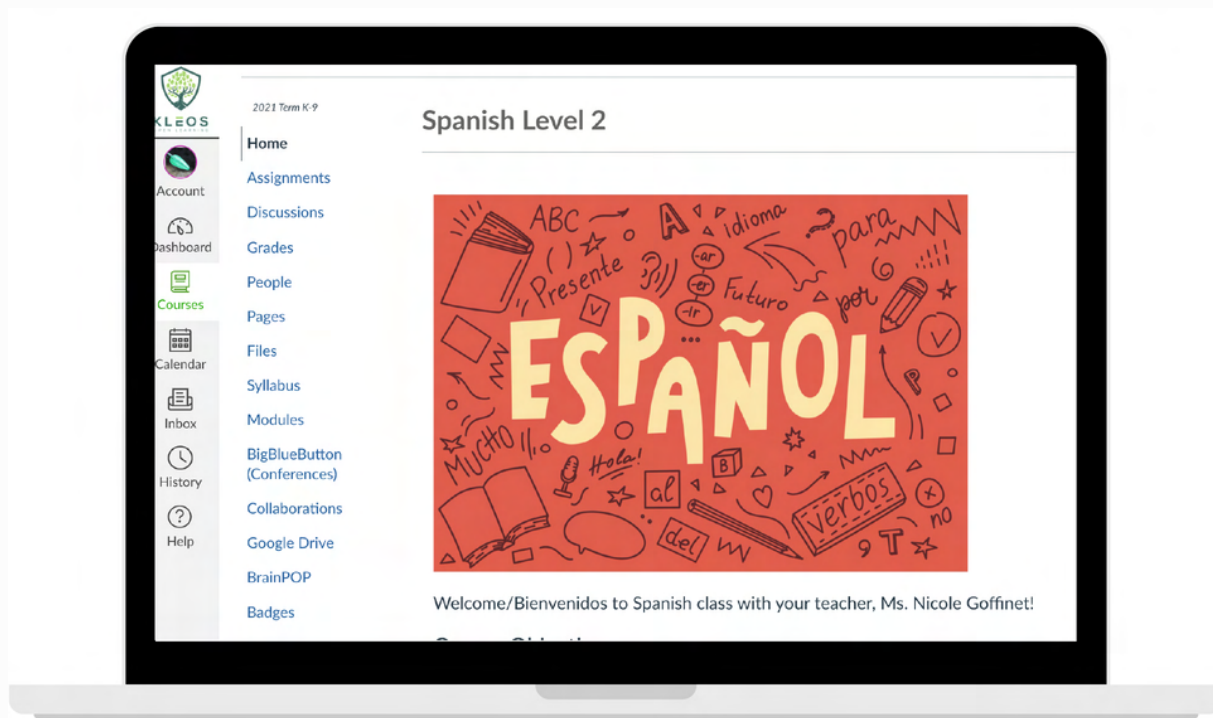 KLEOS
Account
Dashboard
Courses
Calendar
Inbox
History
Help
2021 Term K-9
Home
Assignments
Discussions
Grades
People
Pages
Files
Syllabus
Modules
BigBlueButton
(Conferences)
Collaborations
Google Drive
BrainPOP
Badges
Spanish Level 2
ABC
A
idioma
?
para
( )
Presente
-ar
-er
-ir
Futuro
por
ESPAÑOL
P
MUCHO
Hola!
B
al
verbos
del
no
T
Welcome/Bienvenidos to Spanish class with your teacher, Ms. Nicole Goffinet!